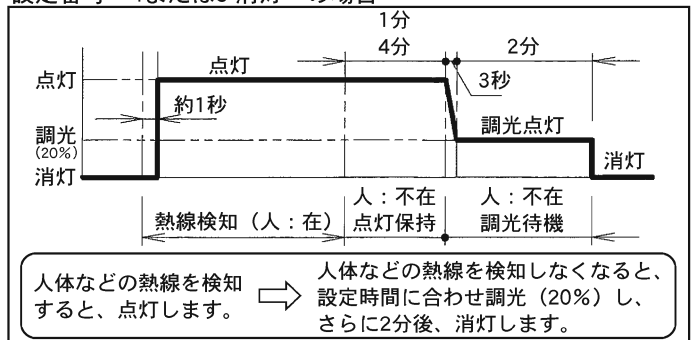 1分
4分
2分
点灯
点灯
3秒
約1秒
調光点灯
調光
(20%)
消灯
消灯
人：不在
人：不在
熱線検知（人：在）
点灯保持
調光待機
人体などの熱線を検知
すると、点灯します。
人体などの熱線を検知しなくなると、
設定時間に合わせ調光（20%）し、
さらに2分後、消灯します。